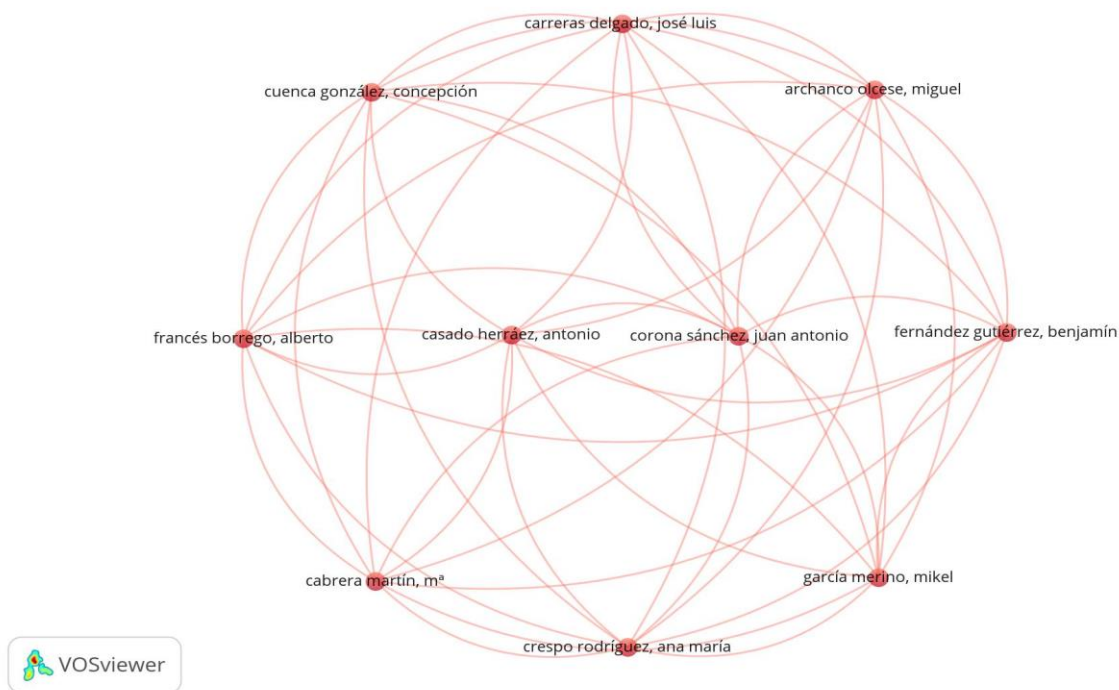 carreras delgado, josé luis
cuenca gonzález, concepción
archanco olcese, miguel
francés borrego, alberto
casado herráez, antonio
corona sánchez, juan antonio
fernández gutiérrez, benjamín
cabrera martín, mª
garcía merino, mikel
crespo rodríguez, ana maría
VOSviewer